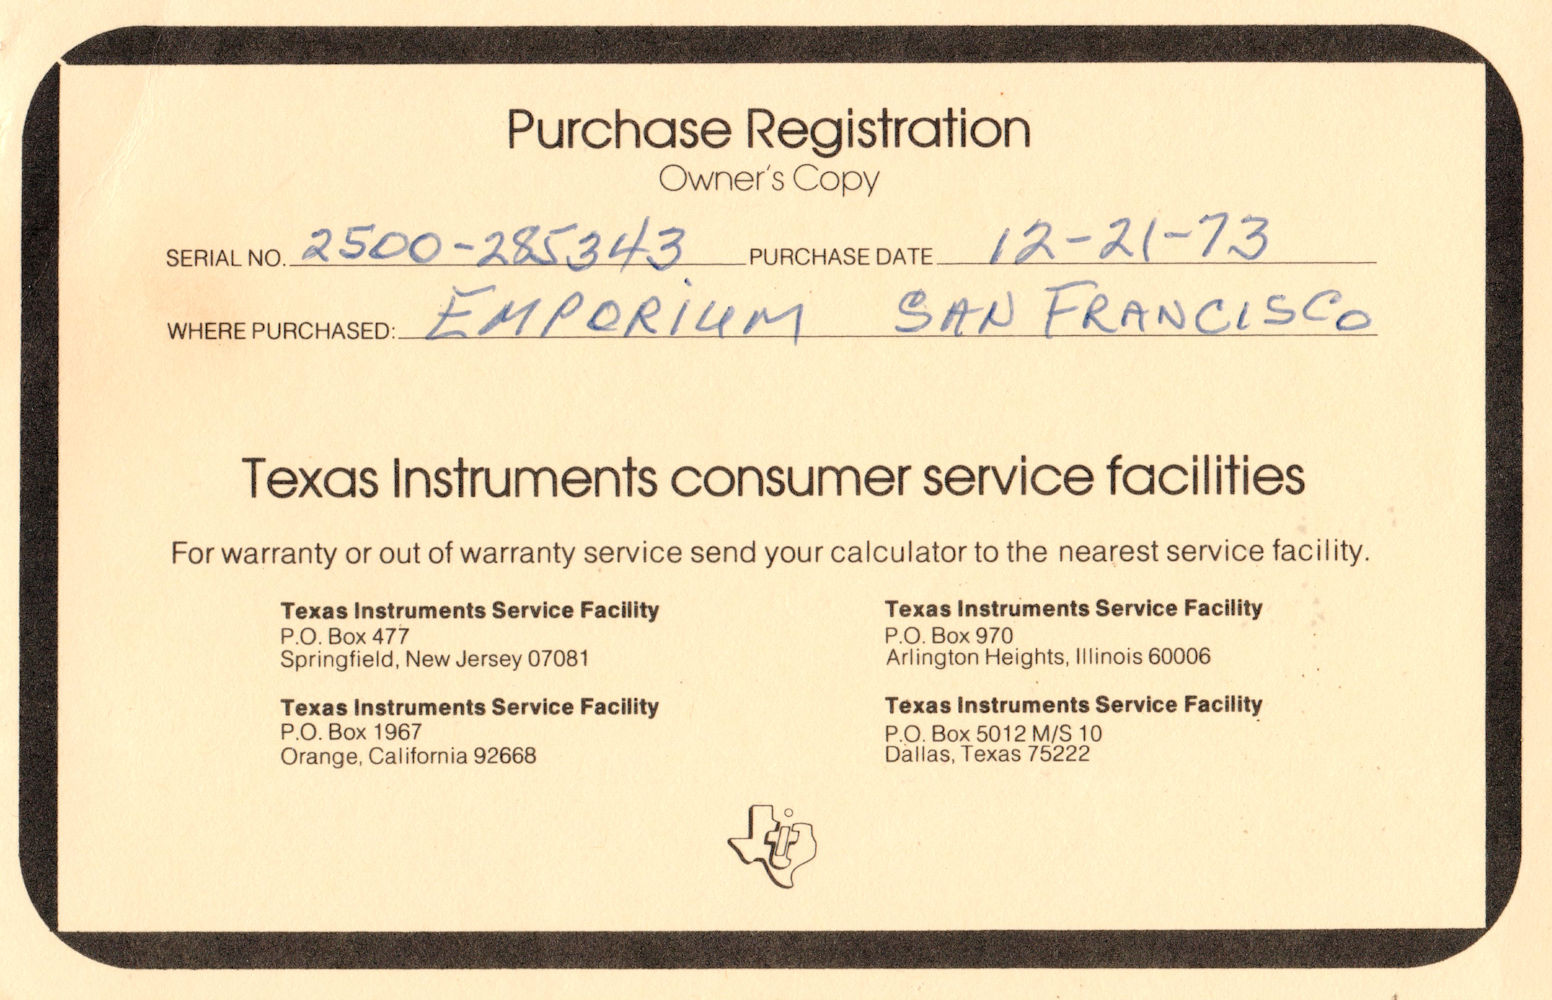 Purchase Registration
Owner's Copy
SERIAL NO. 2500-285343 PURCHASE DATE 12-21-73
WHERE PURCHASED: EMPORIUM SAN FRANCISCO
Texas Instruments consumer service facilities
For warranty or out of warranty service send your calculator to the nearest service facility.
Texas Instruments Service Facility
P.O. Box 477
Springfield, New Jersey 07081
Texas Instruments Service Facility
P.O. Box 970
Arlington Heights, Illinois 60006
Texas Instruments Service Facility
P.O. Box 1967
Orange, California 92668
Texas Instruments Service Facility
P.O. Box 5012 M/S 10
Dallas, Texas 75222